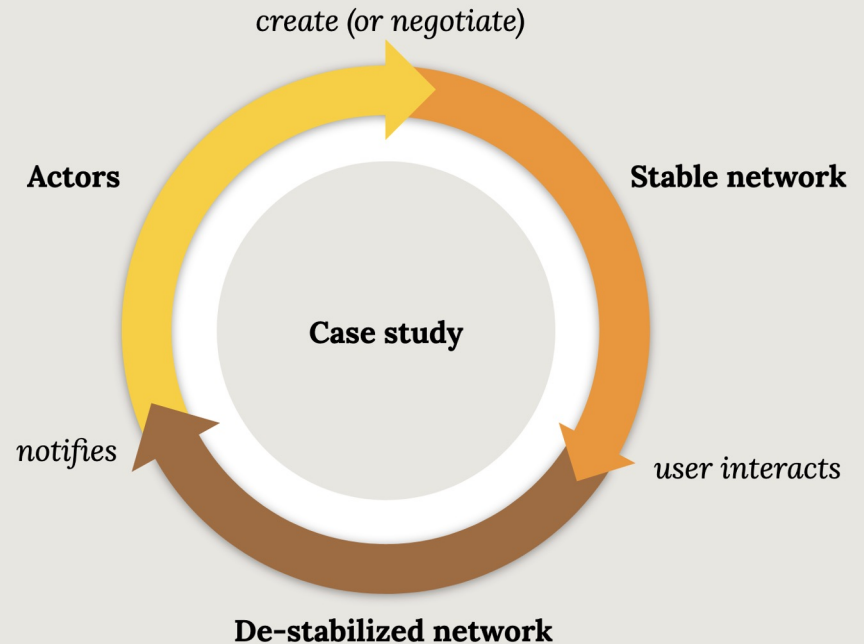 create (or negotiate)
Actors
Stable network
Case study
notifies
user interacts
De-stabilized network